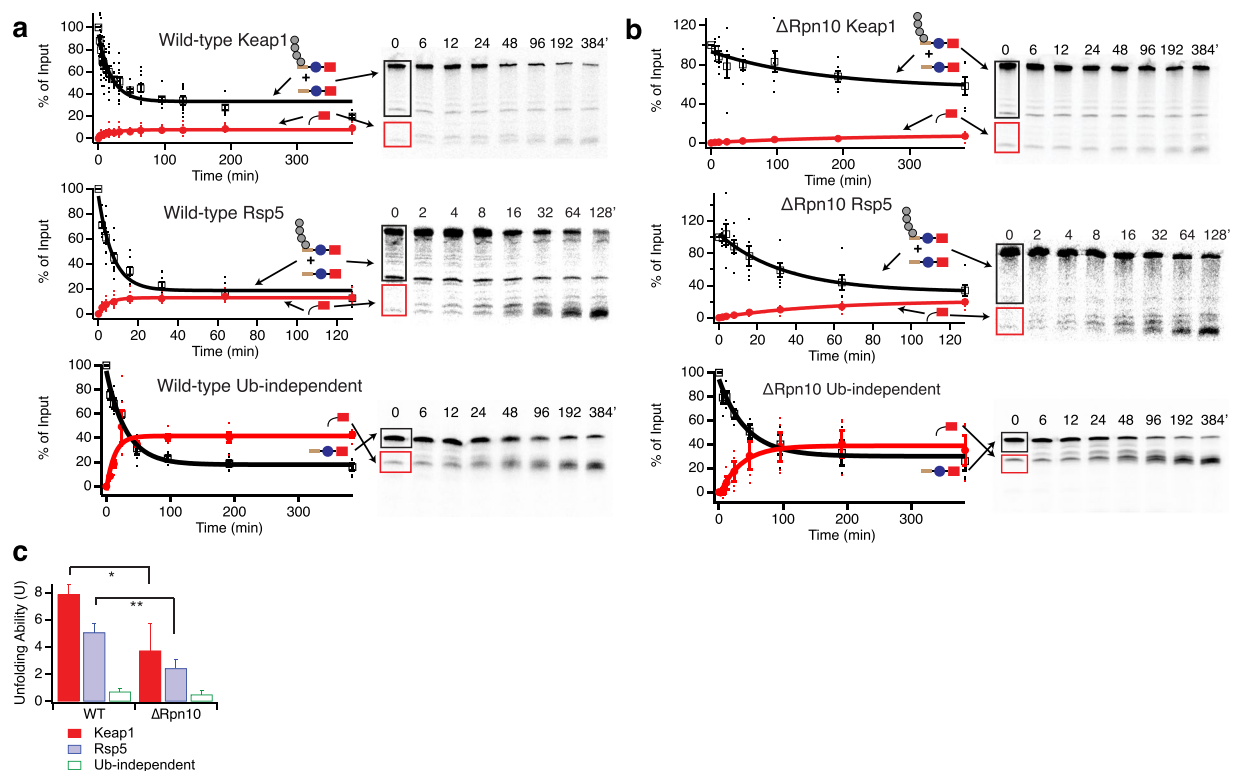 a
Wild-type Keap1
% of Input
100
80
60
40
20
0
0 100 200 300
Time (min)
+
0 6 12 24 48 96 192 384'
Wild-type Rsp5
% of Input
100
80
60
40
20
0
0 20 40 60 80 100 120
Time (min)
+
0 2 4 8 16 32 64 128'
Wild-type Ub-independent
% of Input
100
80
60
40
20
0
0 100 200 300
Time (min)
0 6 12 24 48 96 192 384'
b
ΔRpn10 Keap1
% of Input
120
80
40
0
0 100 200 300
Time (min)
+
0 6 12 24 48 96 192 384'
ΔRpn10 Rsp5
% of Input
120
80
40
0
0 20 40 60 80 100 120
Time (min)
+
0 2 4 8 16 32 64 128'
ΔRpn10 Ub-independent
% of Input
100
80
60
40
20
0
0 100 200 300
Time (min)
0 6 12 24 48 96 192 384'
c
Unfolding Ability (U)
8
6
4
2
0
*
**
WT ΔRpn10
Keap1
Rsp5
Ub-independent